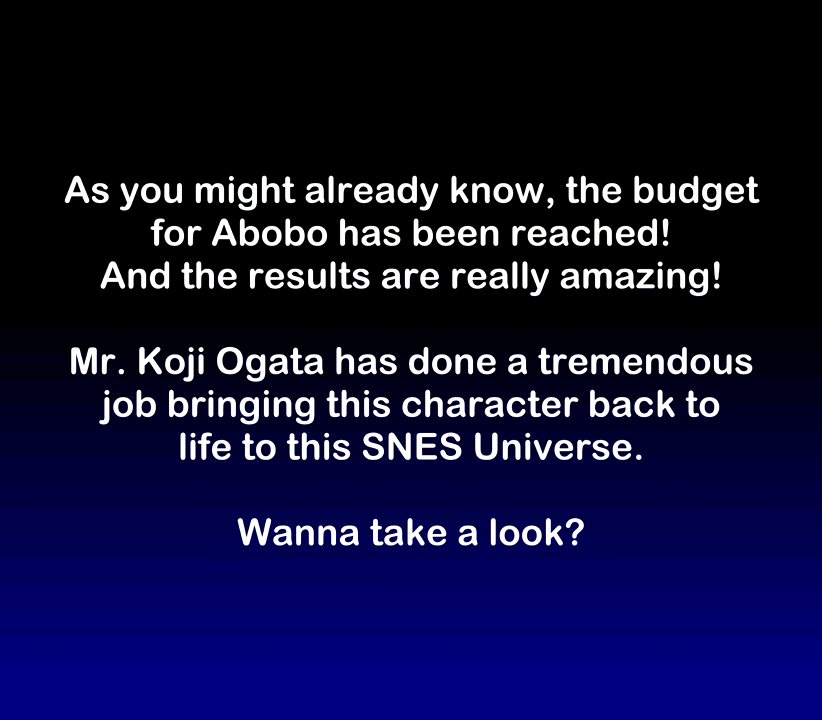 As you might already know, the budget
for Abobo has been reached!
And the results are really amazing!
Mr. Koji Ogata has done a tremendous
job bringing this character back to
life to this SNES Universe.
Wanna take a look?